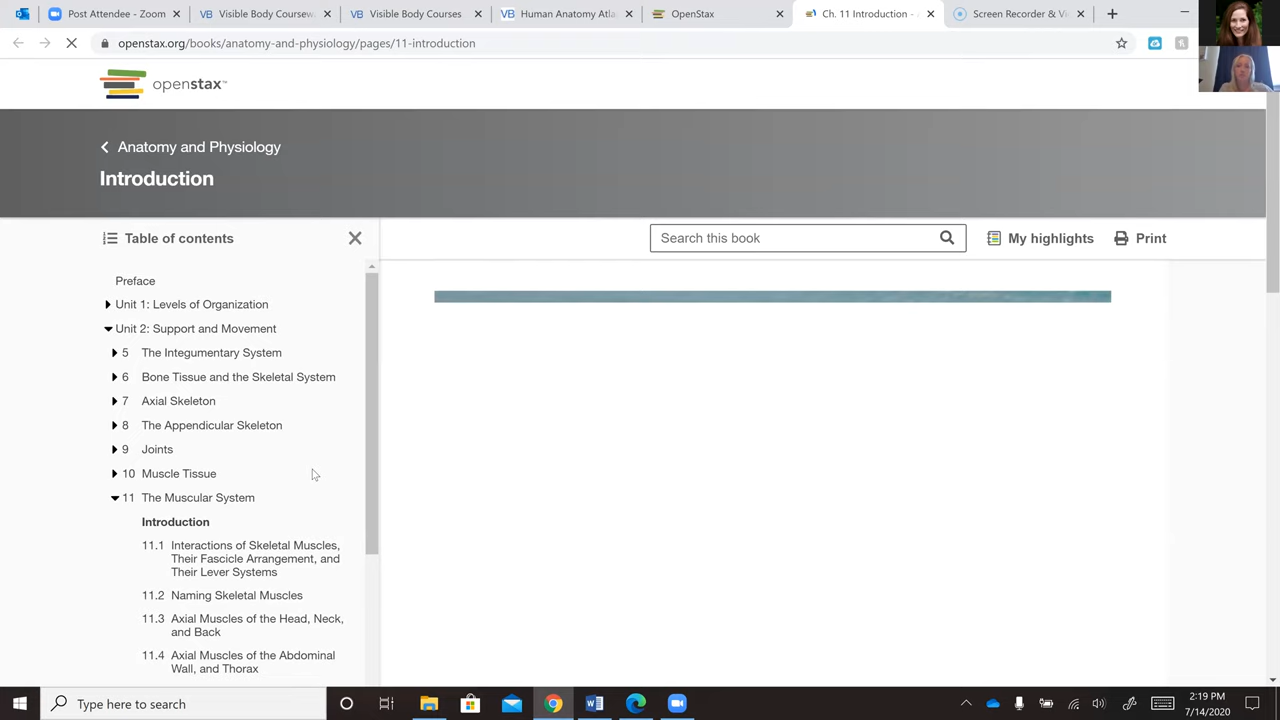 Post Attendee - Zoom
Visible Body Coursew
Visible Body Courses
Human Anatomy Atla
OpenStax
Ch. 11 Introduction -
Screen Recorder & Vi
openstax.org/books/anatomy-and-physiology/pages/11-introduction
openstax™
Anatomy and Physiology
Introduction
Table of contents
Search this book
My highlights
Print
Preface
Unit 1: Levels of Organization
Unit 2: Support and Movement
5 The Integumentary System
6 Bone Tissue and the Skeletal System
7 Axial Skeleton
8 The Appendicular Skeleton
9 Joints
10 Muscle Tissue
11 The Muscular System
Introduction
11.1 Interactions of Skeletal Muscles,
Their Fascicle Arrangement, and
Their Lever Systems
11.2 Naming Skeletal Muscles
11.3 Axial Muscles of the Head, Neck,
and Back
11.4 Axial Muscles of the Abdominal
Wall, and Thorax
Type here to search
2:19 PM
7/14/2020